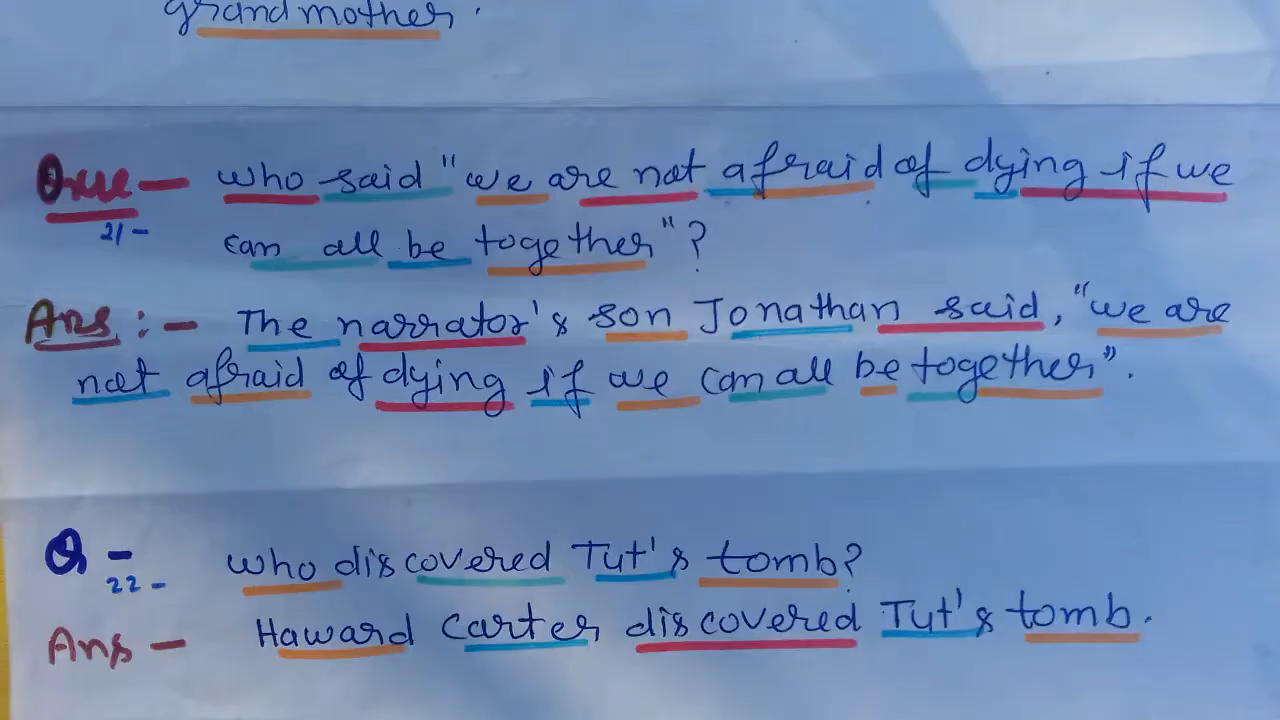 grandmother.
Que — who said "we are not afraid of dying if we
21-
can all be together"?
Ans :- The narrator's son Jonathan said, "we are
not afraid of dying if we can all be together".
Q - who discovered Tut's tomb?
22-
Ans - Haward Carter discovered Tut's tomb.